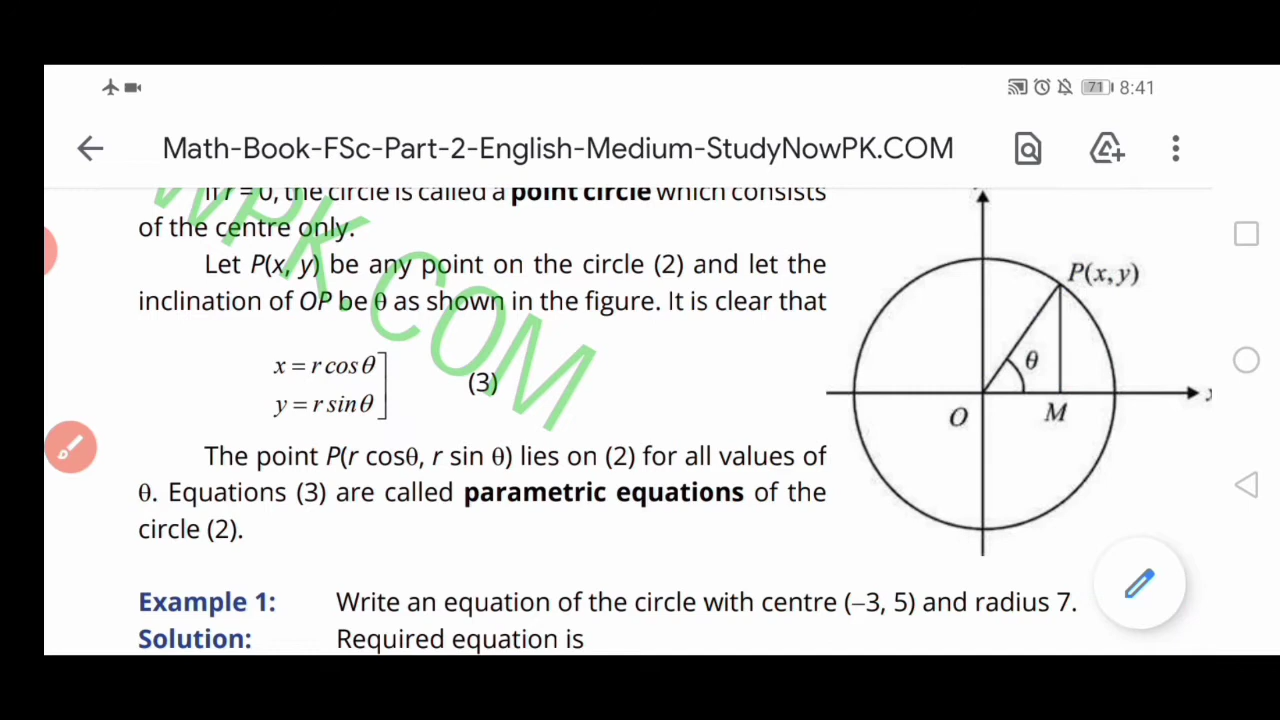 71 8:41
Math-Book-FSc-Part-2-English-Medium-StudyNowPK.COM
If r = 0, the circle is called a point circle which consists
of the centre only.
Let P(x, y) be any point on the circle (2) and let the
inclination of OP be θ as shown in the figure. It is clear that
x = r cos θ
y = r sin θ
(3)
The point P(r cosθ, r sin θ) lies on (2) for all values of
θ. Equations (3) are called parametric equations of the
circle (2).
P(x, y)
θ
O
M
Example 1: Write an equation of the circle with centre (–3, 5) and radius 7.
Solution: Required equation is
wPK.COM